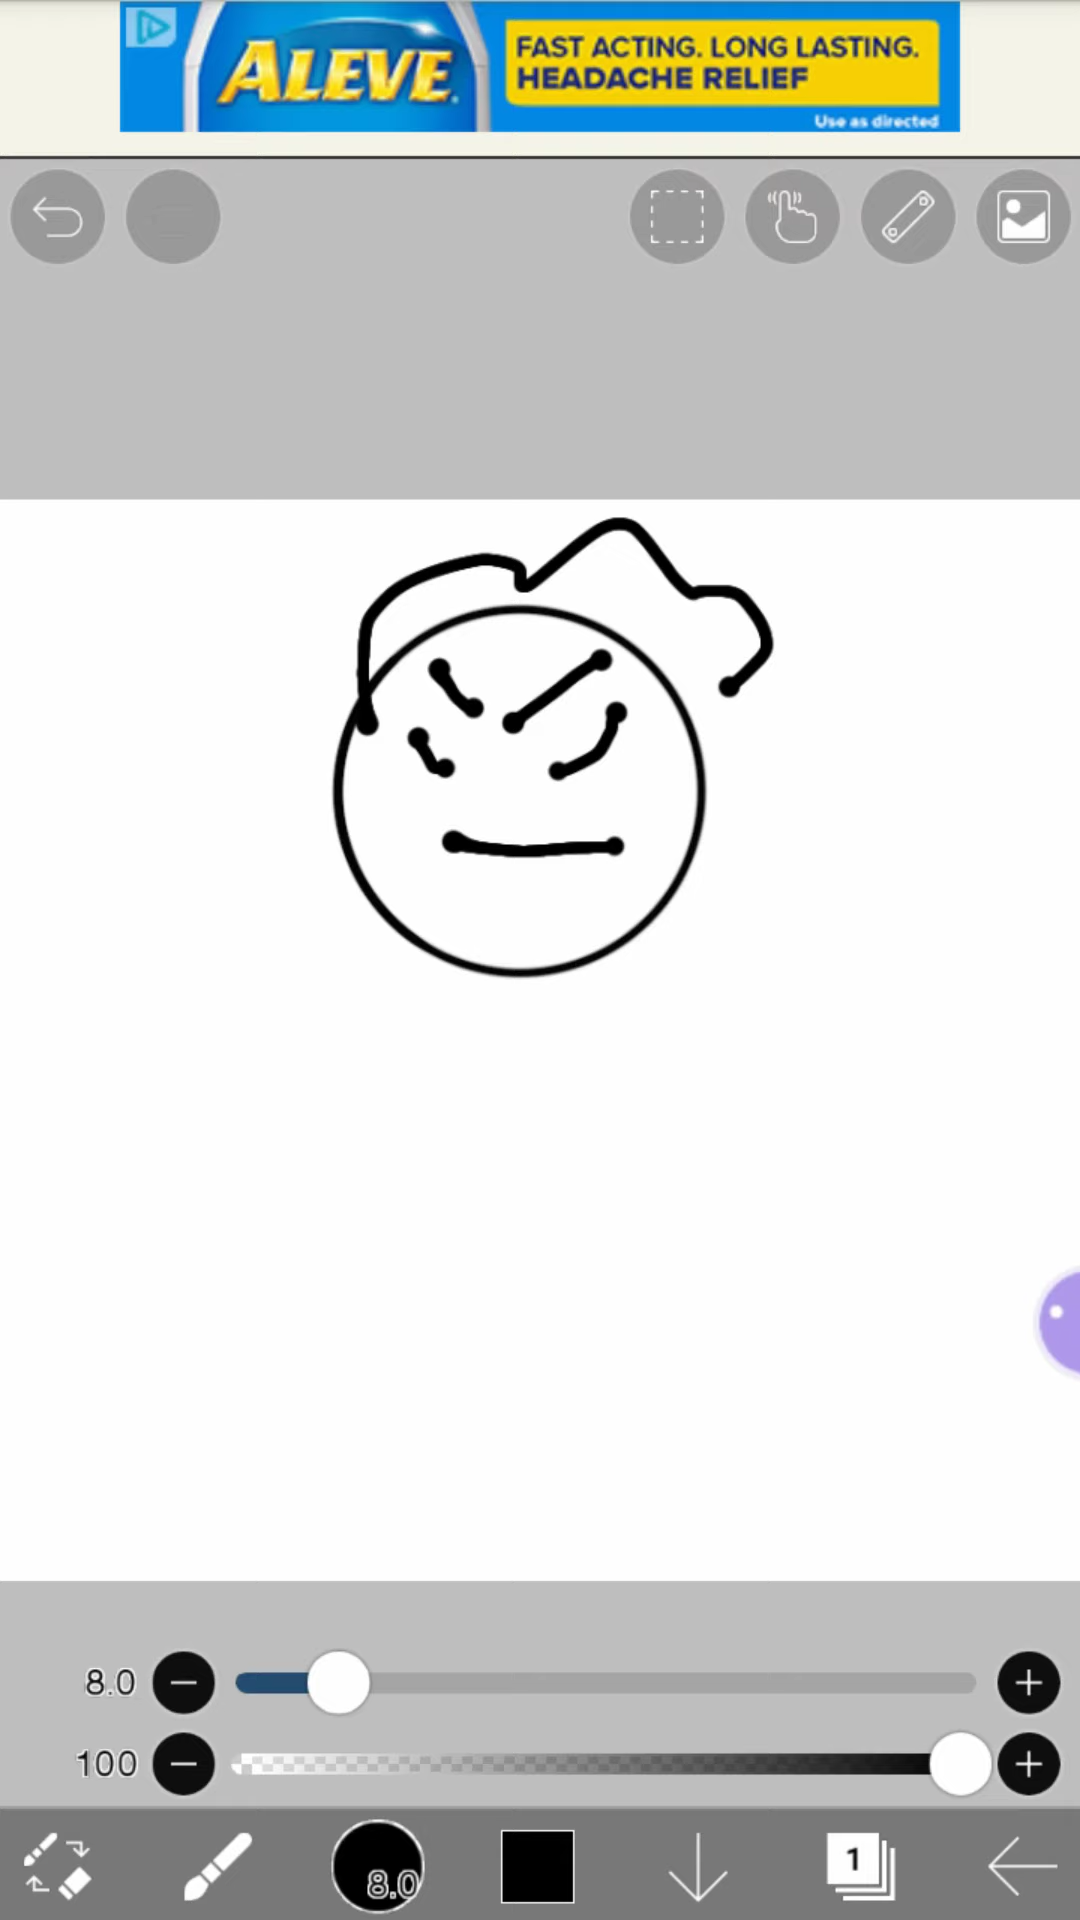 ALEVE.
FAST ACTING. LONG LASTING.
HEADACHE RELIEF
Use as directed
8.0
100
8.0
1